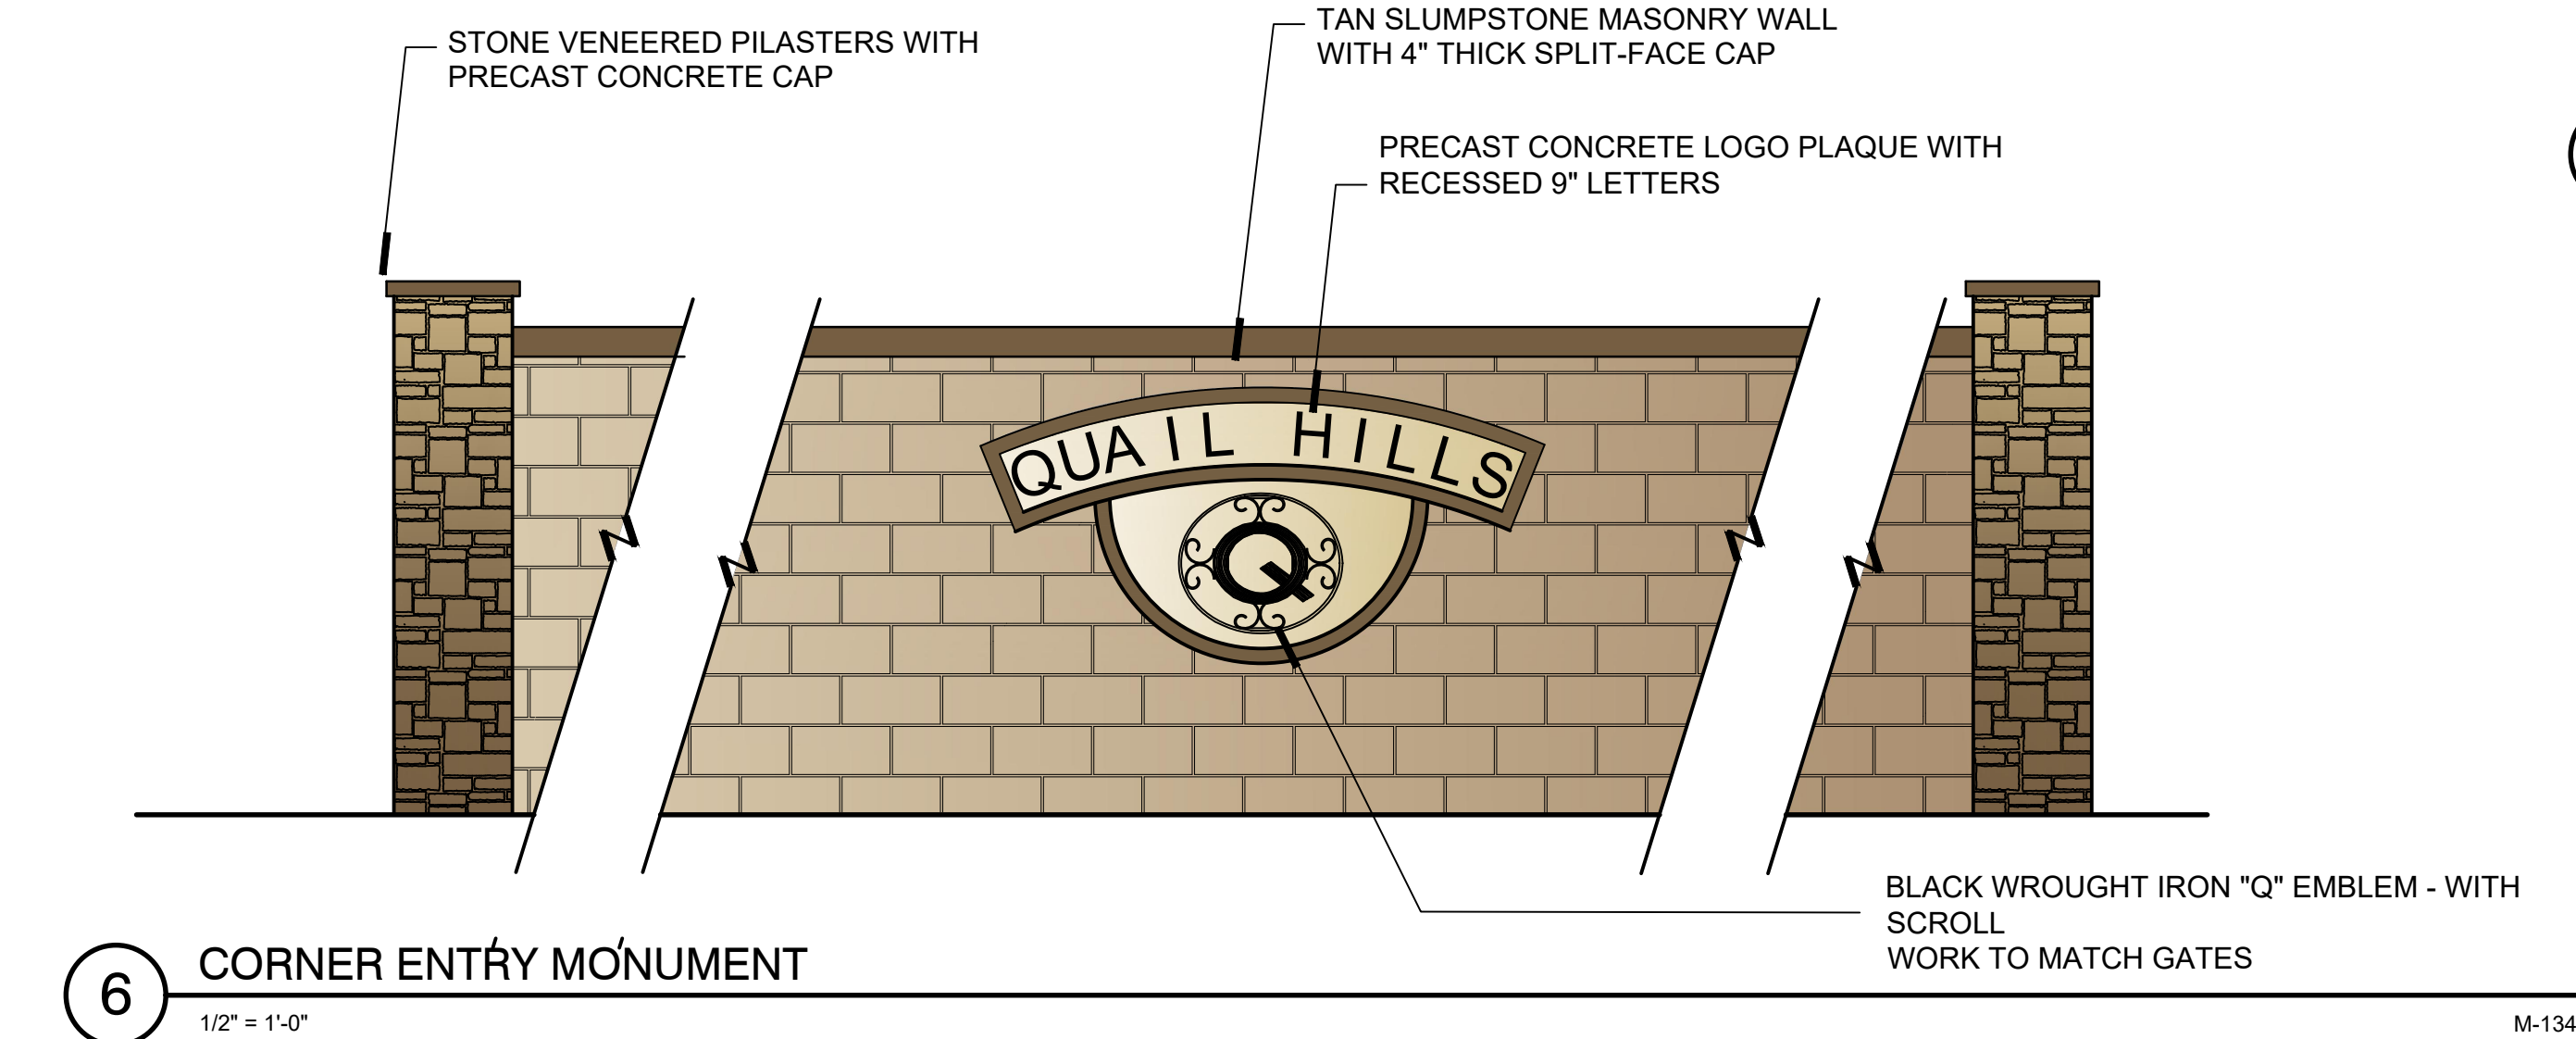 STONE VENEERED PILASTERS WITH
PRECAST CONCRETE CAP
TAN SLUMPSTONE MASONRY WALL
WITH 4" THICK SPLIT-FACE CAP
PRECAST CONCRETE LOGO PLAQUE WITH
RECESSED 9" LETTERS
QUAIL HILLS
Q
BLACK WROUGHT IRON "Q" EMBLEM - WITH
SCROLL
WORK TO MATCH GATES
6
CORNER ENTRY MONUMENT
1/2" = 1'-0"
M-134